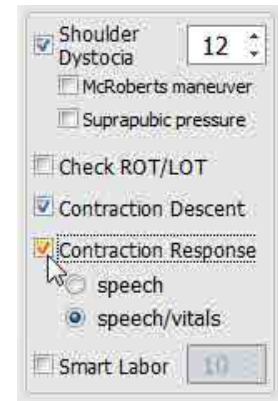 Shoulder 12
Dystocia
McRoberts maneuver
Suprapubic pressure
Check ROT/LOT
Contraction Descent
Contraction Response
speech
speech/vitals
Smart Labor 10